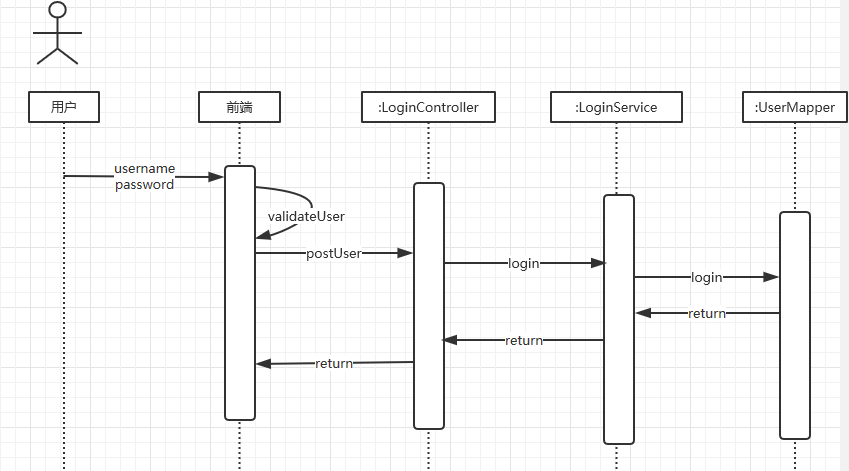 用户
前端
:LoginController
:LoginService
:UserMapper
username
password
validateUser
postUser
login
login
return
return
return